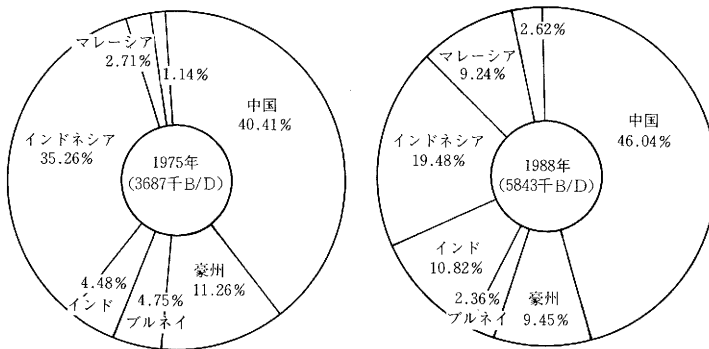 マレーシア
2.71%
1.14%
中国
40.41%
インドネシア
35.26%
1975年
(3687千B/D)
豪州
11.26%
4.75%
ブルネイ
4.48%
インド
2.62%
マレーシア
9.24%
中国
46.04%
インドネシア
19.48%
1988年
(5843千B/D)
インド
10.82%
2.36%
ブルネイ
豪州
9.45%